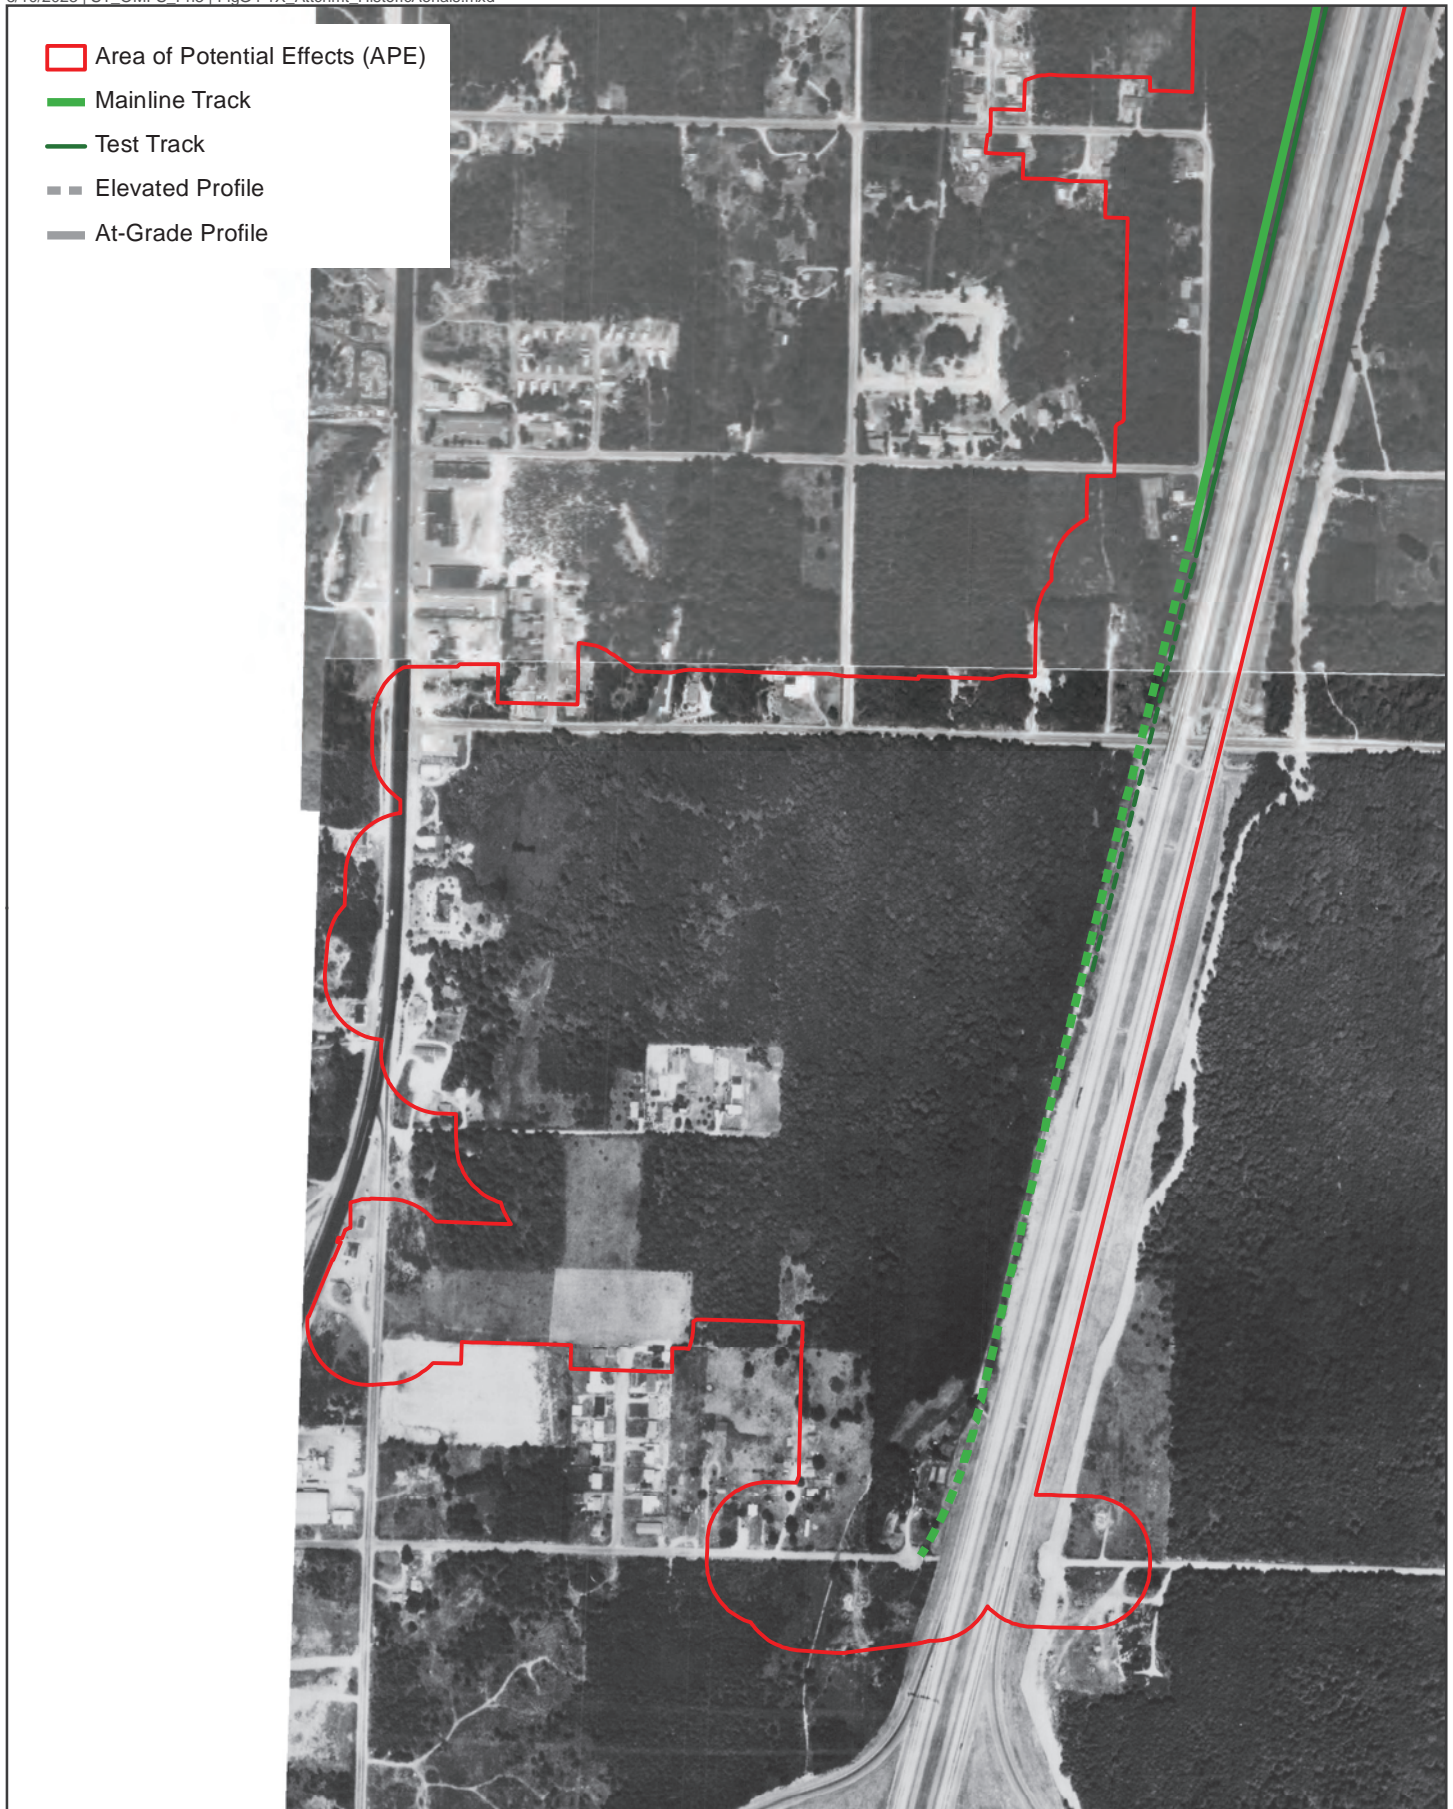 Area of Potential Effects (APE)
Mainline Track
Test Track
Elevated Profile
At-Grade Profile